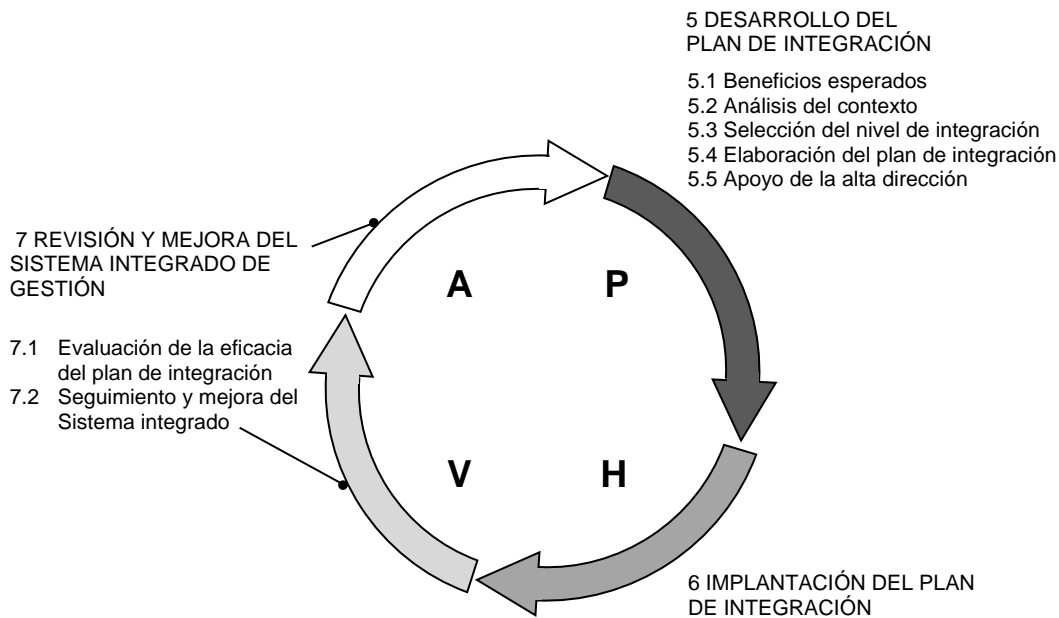 5 DESARROLLO DEL
PLAN DE INTEGRACIÓN
5.1 Beneficios esperados
5.2 Análisis del contexto
5.3 Selección del nivel de integración
5.4 Elaboración del plan de integración
5.5 Apoyo de la alta dirección
7 REVISIÓN Y MEJORA DEL
SISTEMA INTEGRADO DE
GESTIÓN
7.1 Evaluación de la eficacia
del plan de integración
7.2 Seguimiento y mejora del
Sistema integrado
A
P
V
H
6 IMPLANTACIÓN DEL PLAN
DE INTEGRACIÓN